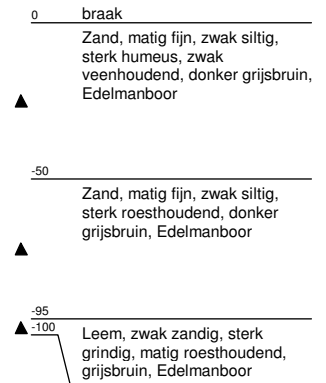 0 braak
Zand, matig fijn, zwak siltig,
sterk humeus, zwak
veenhoudend, donker grijsbruin,
Edelmanboor
-50
Zand, matig fijn, zwak siltig,
sterk roesthoudend, donker
grijsbruin, Edelmanboor
-95
-100
Leem, zwak zandig, sterk
grindig, matig roesthoudend,
grijsbruin, Edelmanboor